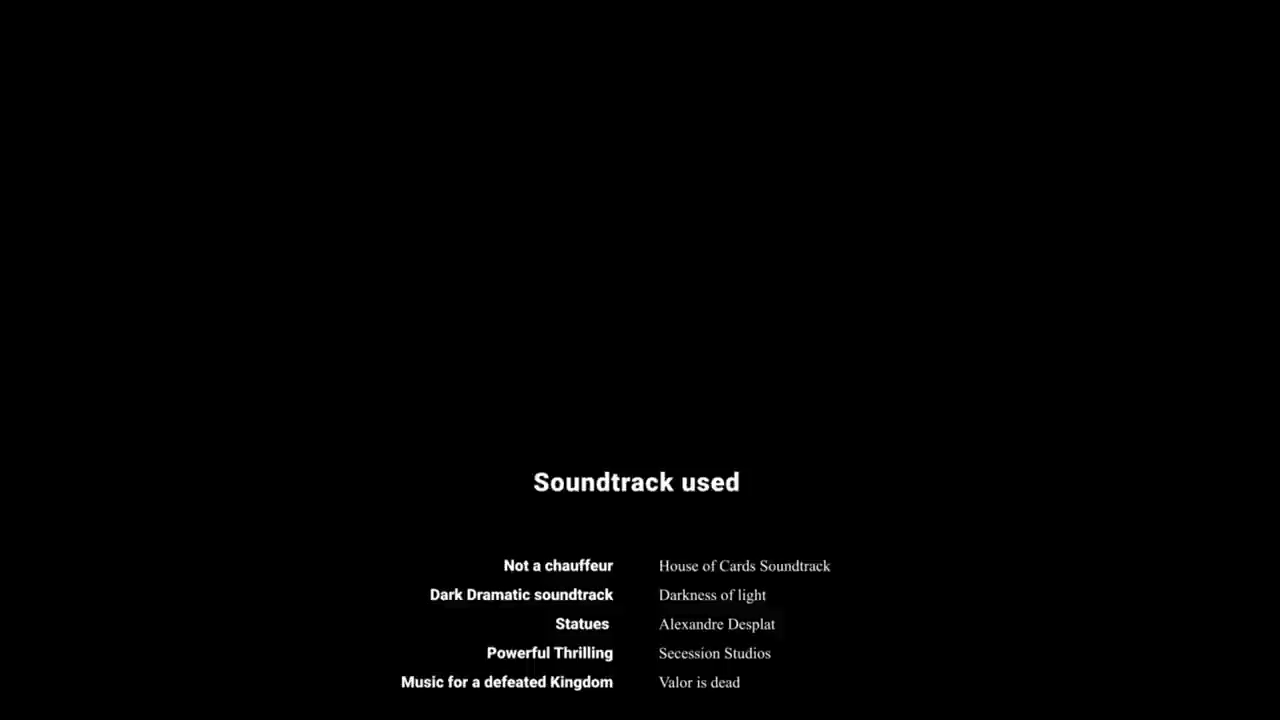 Soundtrack used
Not a chauffeur House of Cards Soundtrack
Dark Dramatic soundtrack Darkness of light
Statues Alexandre Desplat
Powerful Thrilling Secession Studios
Music for a defeated Kingdom Valor is dead